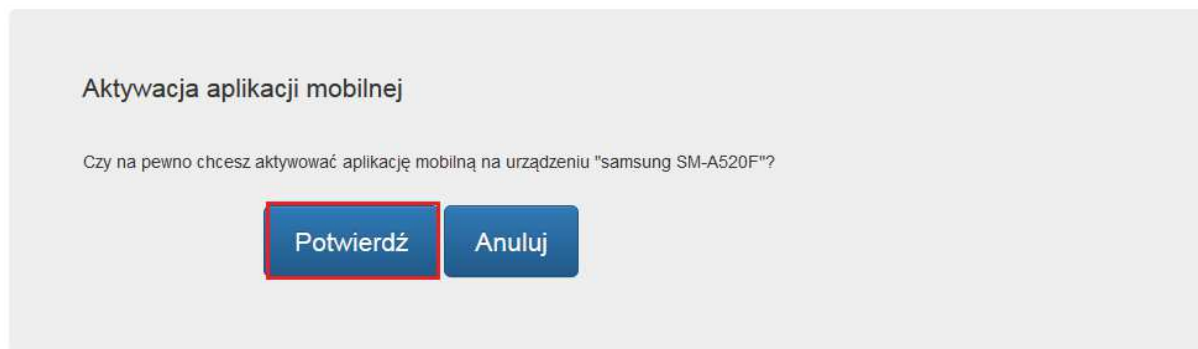 Aktywacja aplikacji mobilnej
Czy na pewno chcesz aktywować aplikację mobilną na urządzeniu "samsung SM-A520F"?
Potwierdź Anuluj